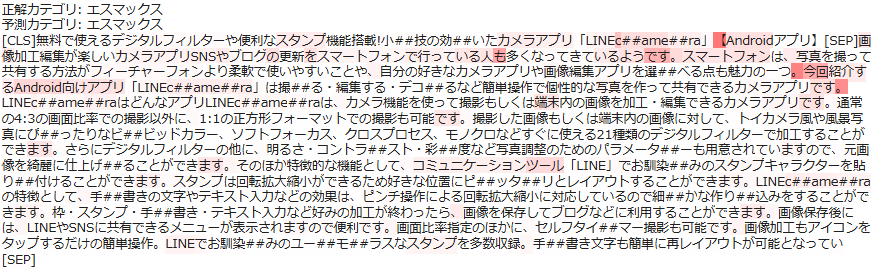 正解カテゴリ: エスマックス
予測カテゴリ: エスマックス
[CLS]無料で使えるデジタルフィルターや便利なスタンプ機能搭載!小##技の効##いたカメラアプリ「LINEc##ame##ra」【Androidアプリ】[SEP]画
像加工編集が楽しいカメラアプリSNSやブログの更新をスマートフォンで行っている人も多くなってきているようです。スマートフォンは、写真を撮って
共有する方法がフィーチャーフォンより柔軟で使いやすいことや、自分の好きなカメラアプリや画像編集アプリを選##べる点も魅力の一つ。今回紹介す
るAndroid向けアプリ「LINEc##ame##ra」は撮##る・編集する・デコ##るなど簡単操作で個性的な写真を作って共有できるカメラアプリです。
LINEc##ame##raはどんなアプリLINEc##ame##raは、カメラ機能を使って撮影もしくは端末内の画像を加工・編集できるカメラアプリです。通常
の4:3の画面比率での撮影以外に、1:1の正方形フォーマットでの撮影も可能です。撮影した画像もしくは端末内の画像に対して、トイカメラ風や風景写
真にぴ##ったりなビ##ビッドカラー、ソフトフォーカス、クロスプロセス、モノクロなどすぐに使える21種類のデジタルフィルターで加工することが
できます。さらにデジタルフィルターの他に、明るさ・コントラ##スト・彩##度など写真調整のためのパラメータ##ーも用意されていますので、元画
像を綺麗に仕上げ##ることができます。そのほか特徴的な機能として、コミュニケーションツール「LINE」でお馴染##みのスタンプキャラクターを貼
り##付けることができます。スタンプは回転拡大縮小ができるため好きな位置にピ##ッタ##リとレイアウトすることができます。LINEc##ame##ra
の特徴として、手##書きの文字やテキスト入力などの効果は、ピンチ操作による回転拡大縮小に対応しているので細##かな作り##込みをすることがで
きます。枠・スタンプ・手##書き・テキスト入力など好みの加工が終わったら、画像を保存してブログなどに利用することができます。画像保存後に
は、LINEやSNSに共有できるメニューが表示されますので便利です。画面比率指定のほかに、セルフタイ##マー撮影も可能です。画像加工もアイコンを
タップするだけの簡単操作。LINEでお馴染##みのユー##モ##ラスなスタンプを多数収録。手##書き文字も簡単に再レイアウトが可能となってい
[SEP]